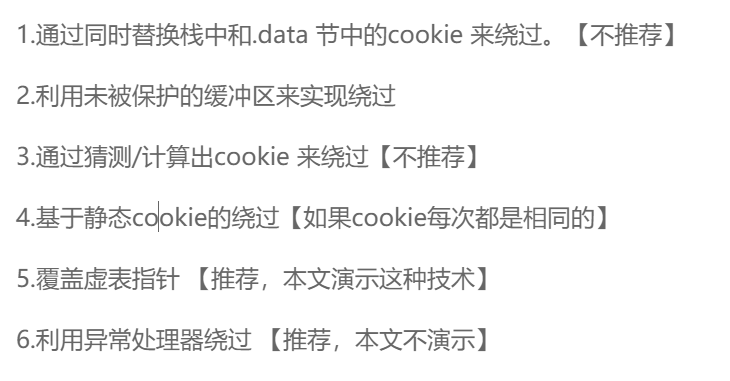 1.通过同时替换栈中和.data 节中的cookie 来绕过。【不推荐】
2.利用未被保护的缓冲区来实现绕过
3.通过猜测/计算出cookie 来绕过【不推荐】
4.基于静态cookie的绕过【如果cookie每次都是相同的】
5.覆盖虚表指针 【推荐，本文演示这种技术】
6.利用异常处理器绕过 【推荐，本文不演示】